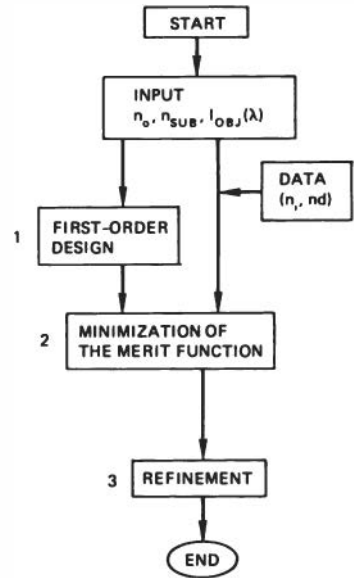 START
INPUT
n₀, n_SUB, I_OBJ(λ)
DATA
(n₁, nd)
1
FIRST-ORDER
DESIGN
2
MINIMIZATION OF
THE MERIT FUNCTION
3
REFINEMENT
END